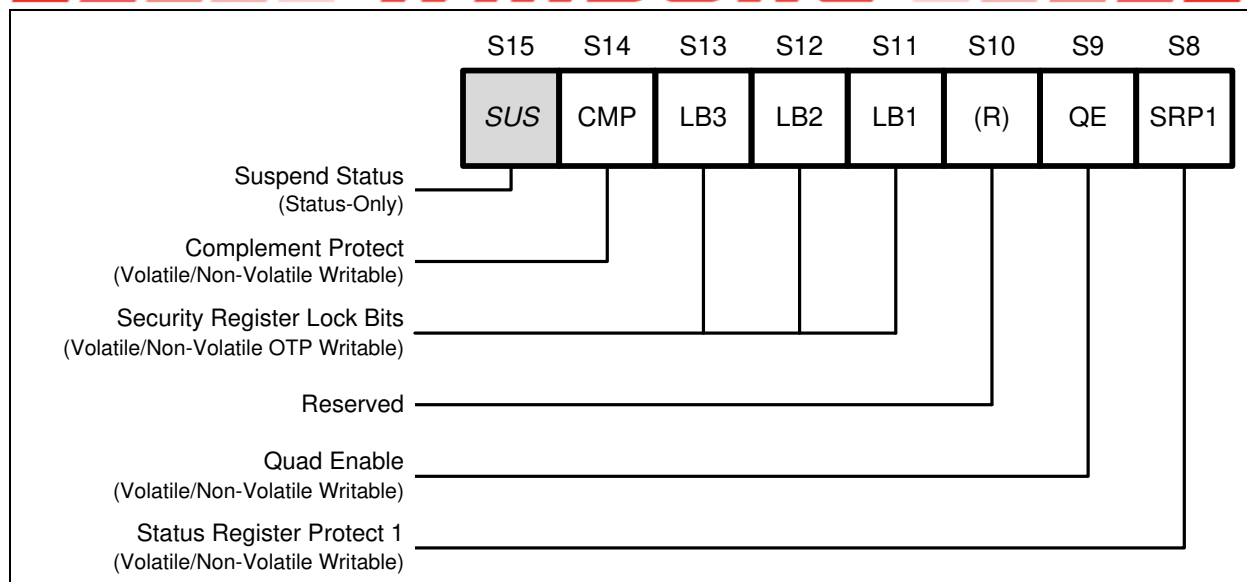 S15 S14 S13 S12 S11 S10 S9 S8
SUS CMP LB3 LB2 LB1 (R) QE SRP1
Suspend Status
(Status-Only)
Complement Protect
(Volatile/Non-Volatile Writable)
Security Register Lock Bits
(Volatile/Non-Volatile OTP Writable)
Reserved
Quad Enable
(Volatile/Non-Volatile Writable)
Status Register Protect 1
(Volatile/Non-Volatile Writable)